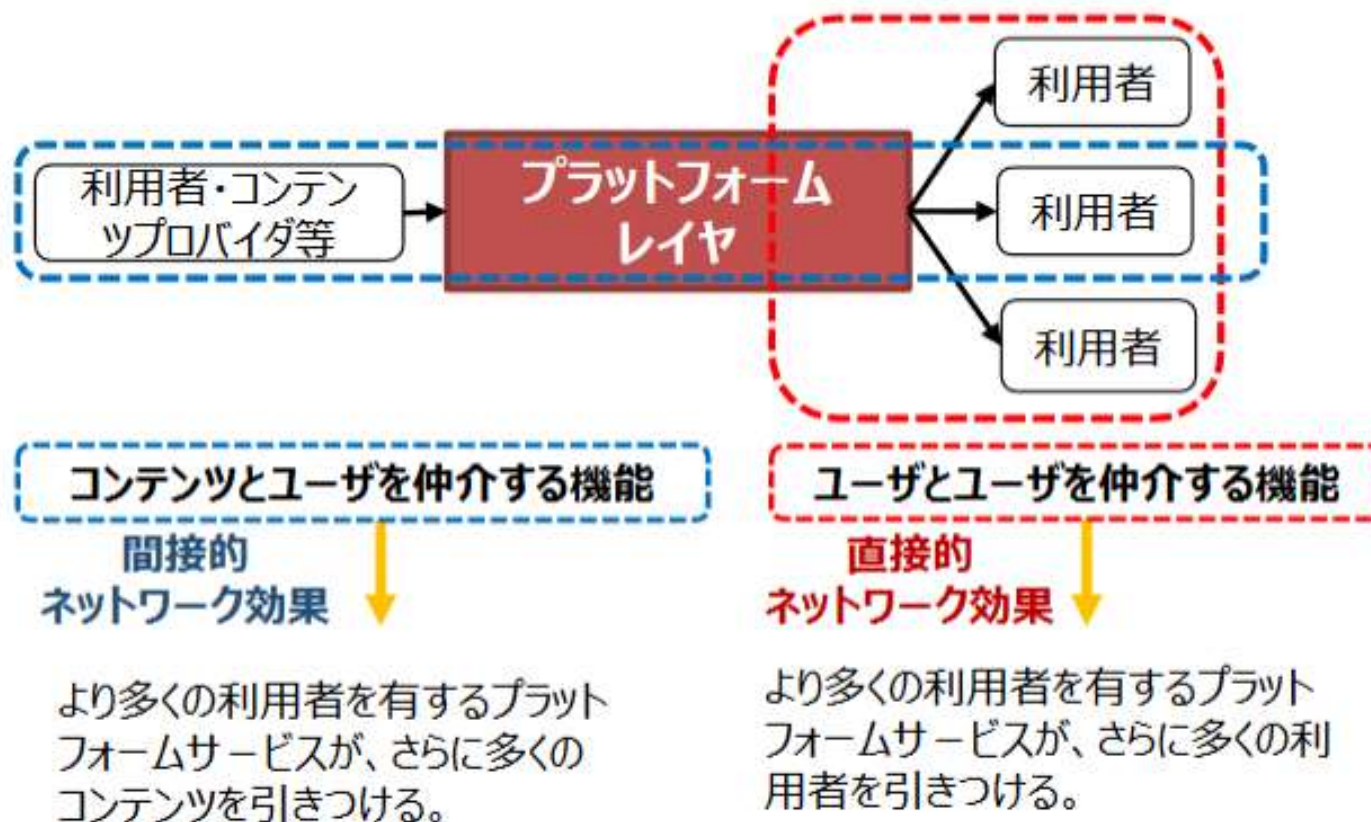 利用者
利用者・コンテン
ツプロバイダ等
プラットフォーム
レイヤ
利用者
利用者
コンテンツとユーザを仲介する機能
間接的
ネットワーク効果
より多くの利用者を有するプラット
フォームサービスが、さらに多くの
コンテンツを引きつける。
ユーザとユーザを仲介する機能
直接的
ネットワーク効果
より多くの利用者を有するプラット
フォームサービスが、さらに多くの利
用者を引きつける。